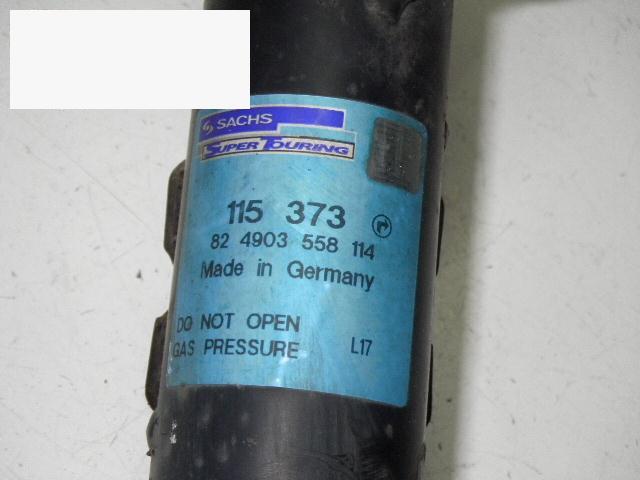 SACHS
SUPER TOURING
115 373
82 4903 558 114
Made in Germany
DO NOT OPEN
GAS PRESSURE L17